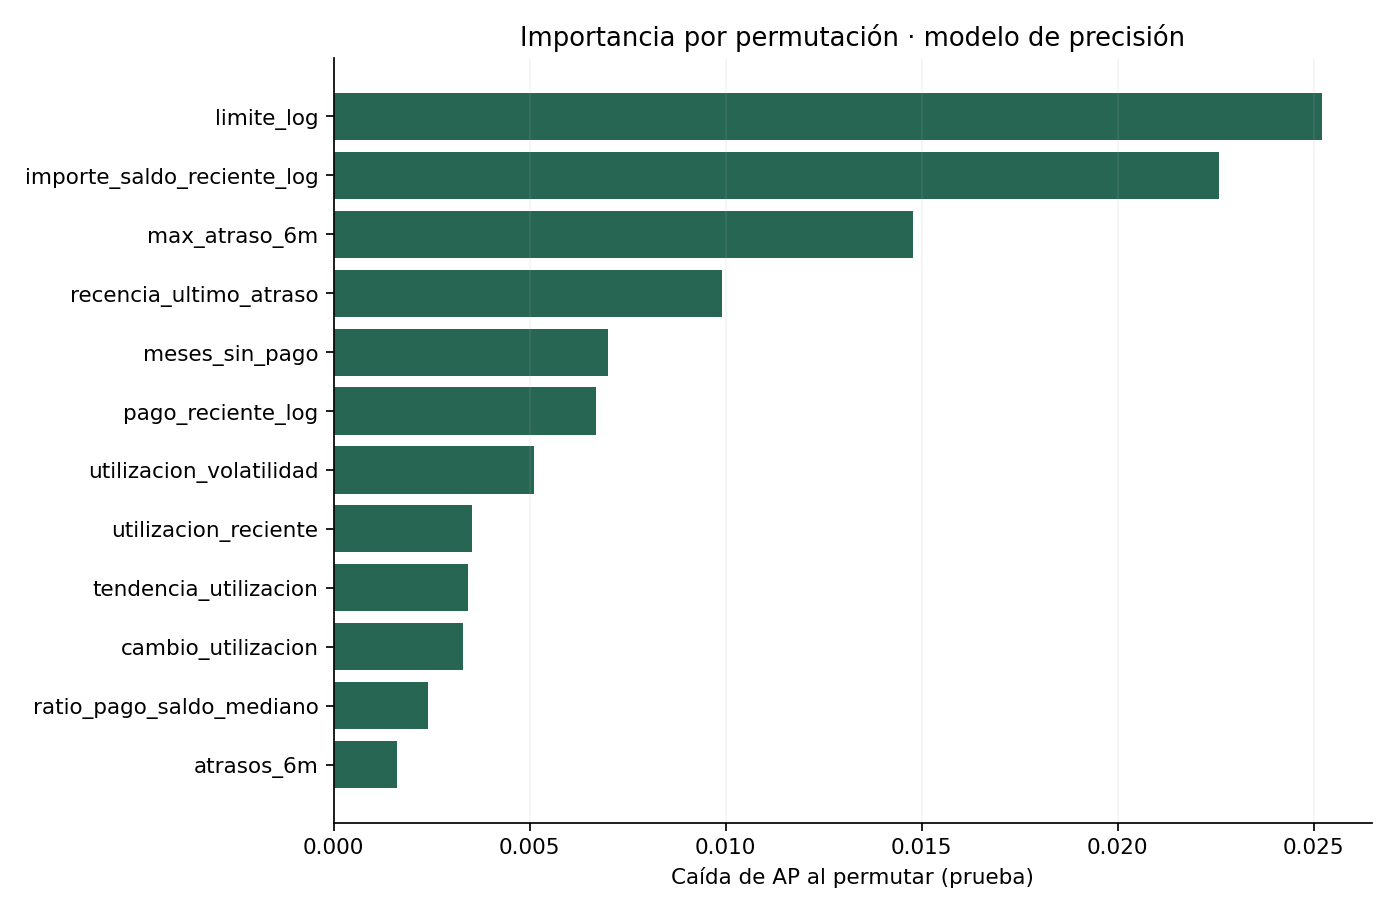 Importancia por permutación · modelo de precisión
limite_log
importe_saldo_reciente_log
max_atraso_6m
recencia_ultimo_atraso
meses_sin_pago
pago_reciente_log
utilizacion_volatilidad
utilizacion_reciente
tendencia_utilizacion
cambio_utilizacion
ratio_pago_saldo_mediano
atrasos_6m
0.000 0.005 0.010 0.015 0.020 0.025
Caída de AP al permutar (prueba)